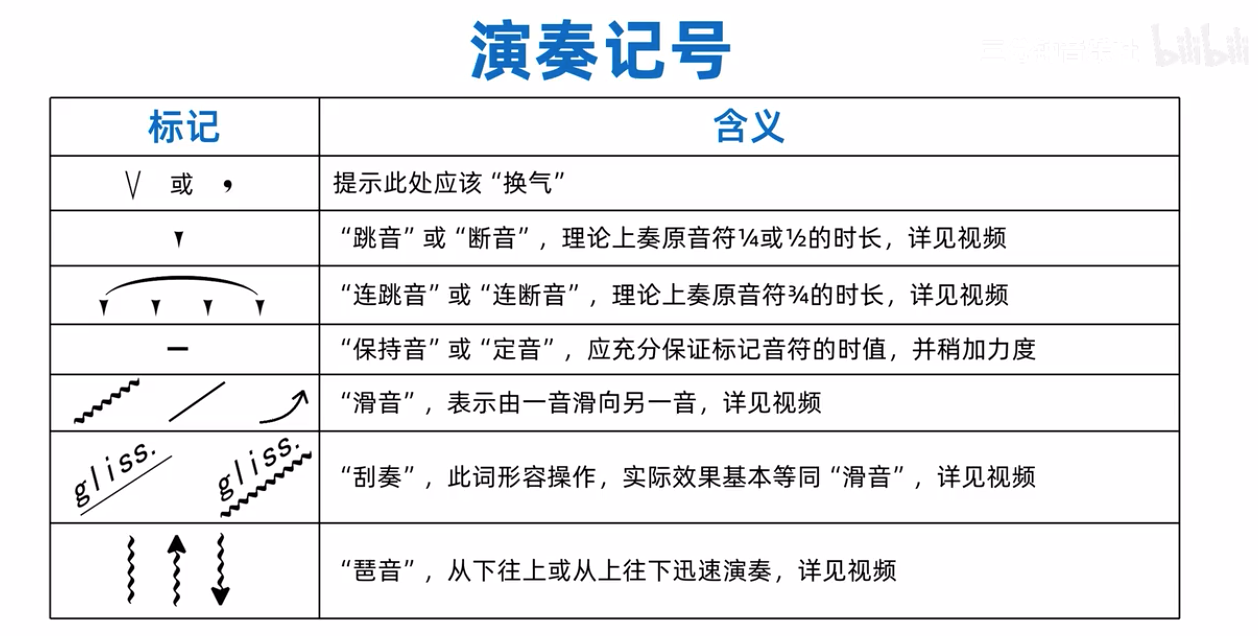 演奏记号
bilibili
标记 含义
∨ 或 , 提示此处应该“换气”
“跳音”或“断音”，理论上奏原音符¼或½的时长，详见视频
“连跳音”或“连断音”，理论上奏原音符¾的时长，详见视频
“保持音”或“定音”，应充分保证标记音符的时值，并稍加力度
“滑音”，表示由一音滑向另一音，详见视频
gliss. gliss. “刮奏”，此词形容操作，实际效果基本等同“滑音”，详见视频
“琶音”，从下往上或从上往下迅速演奏，详见视频